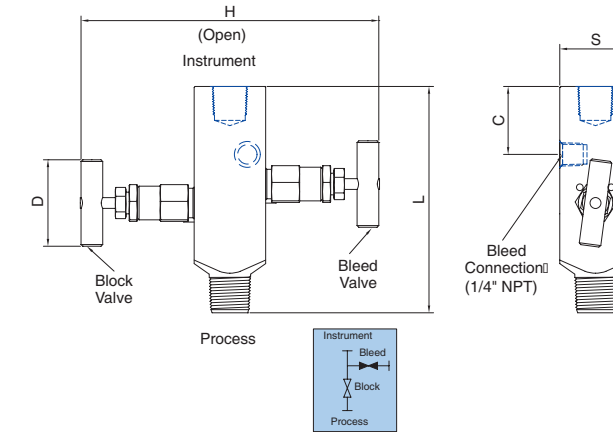 H
(Open)
Instrument
S
C
D
L
Block
Valve
Bleed
Valve
Bleed
Connection
(1/4" NPT)
Process
Instrument
Bleed
Block
Process